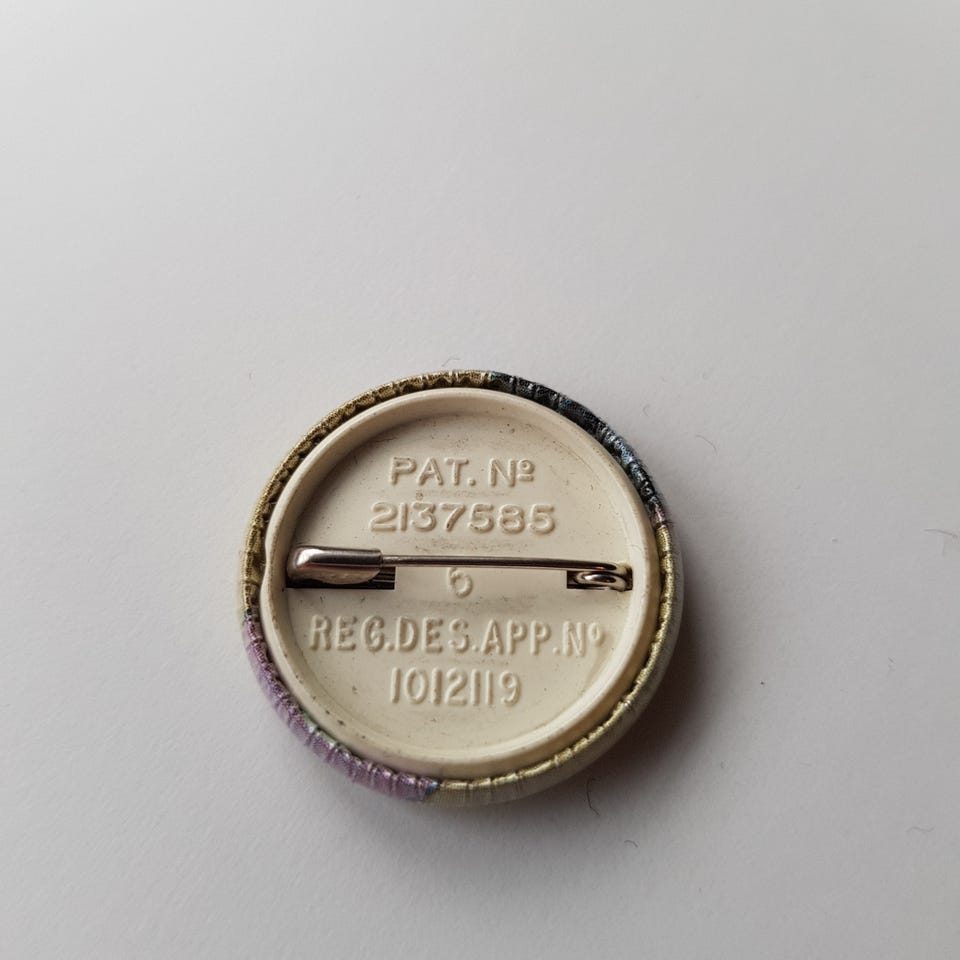 PAT. Nº
2137585
6
REG.DES.APP.Nº
1012119